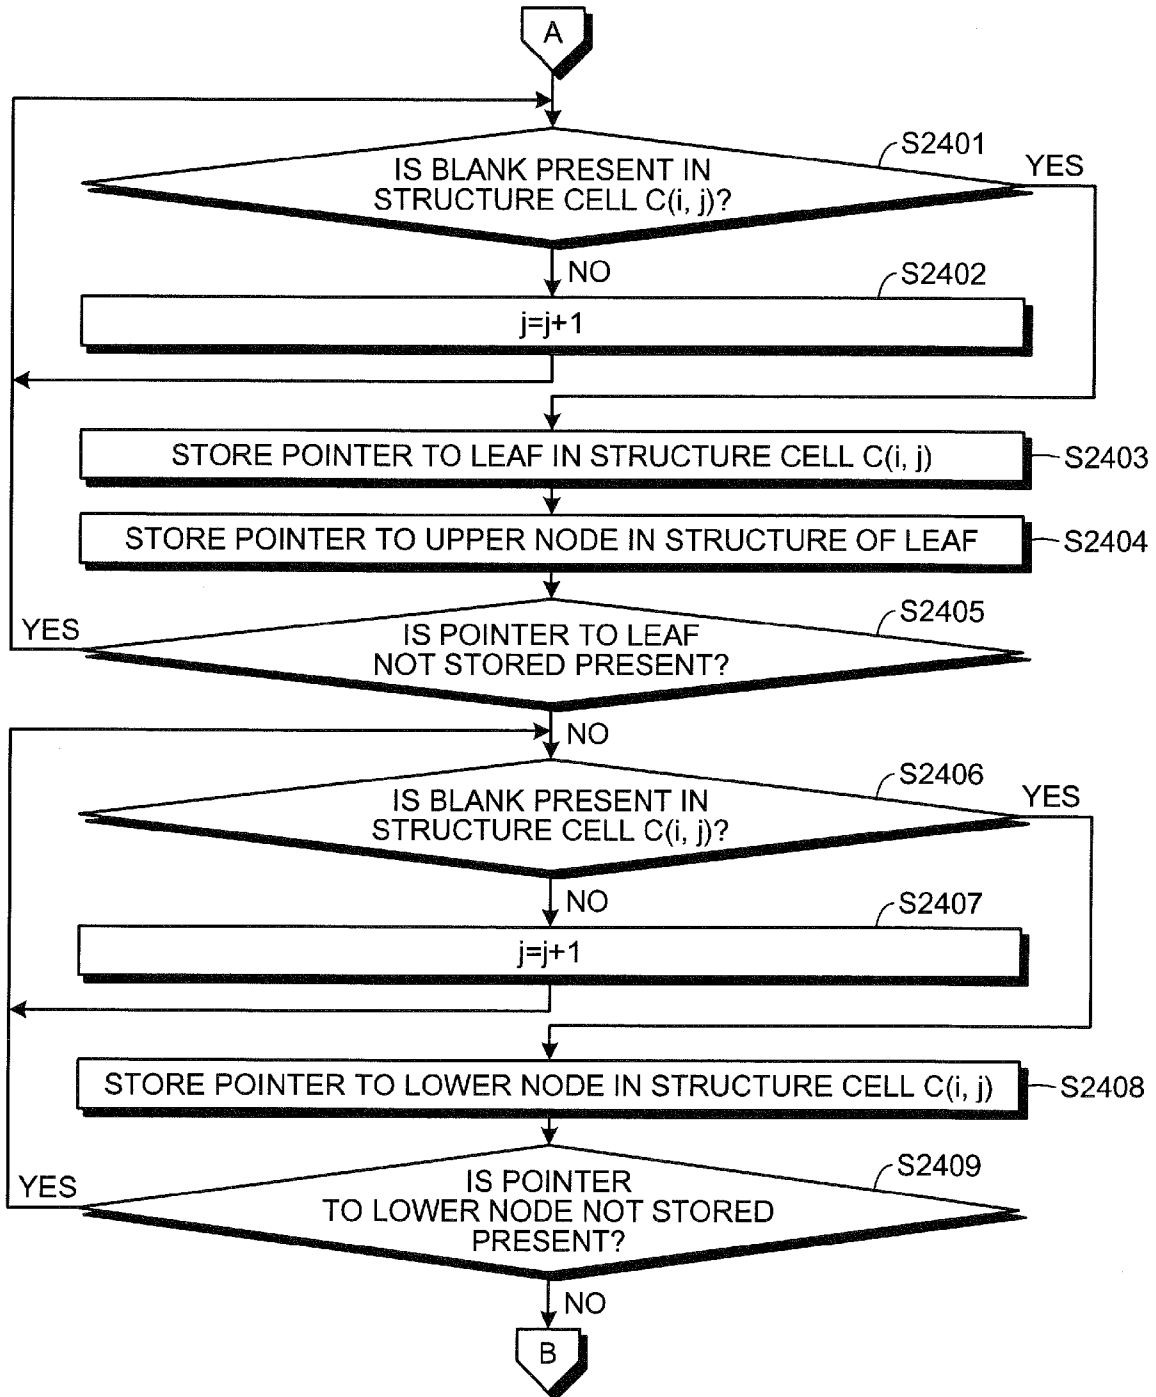 A
S2401
IS BLANK PRESENT IN
STRUCTURE CELL C(i, j)?
YES
NO
S2402
j=j+1
STORE POINTER TO LEAF IN STRUCTURE CELL C(i, j)
S2403
STORE POINTER TO UPPER NODE IN STRUCTURE OF LEAF
S2404
S2405
YES
IS POINTER TO LEAF
NOT STORED PRESENT?
NO
S2406
IS BLANK PRESENT IN
STRUCTURE CELL C(i, j)?
YES
NO
S2407
j=j+1
STORE POINTER TO LOWER NODE IN STRUCTURE CELL C(i, j)
S2408
S2409
YES
IS POINTER
TO LOWER NODE NOT STORED
PRESENT?
NO
B